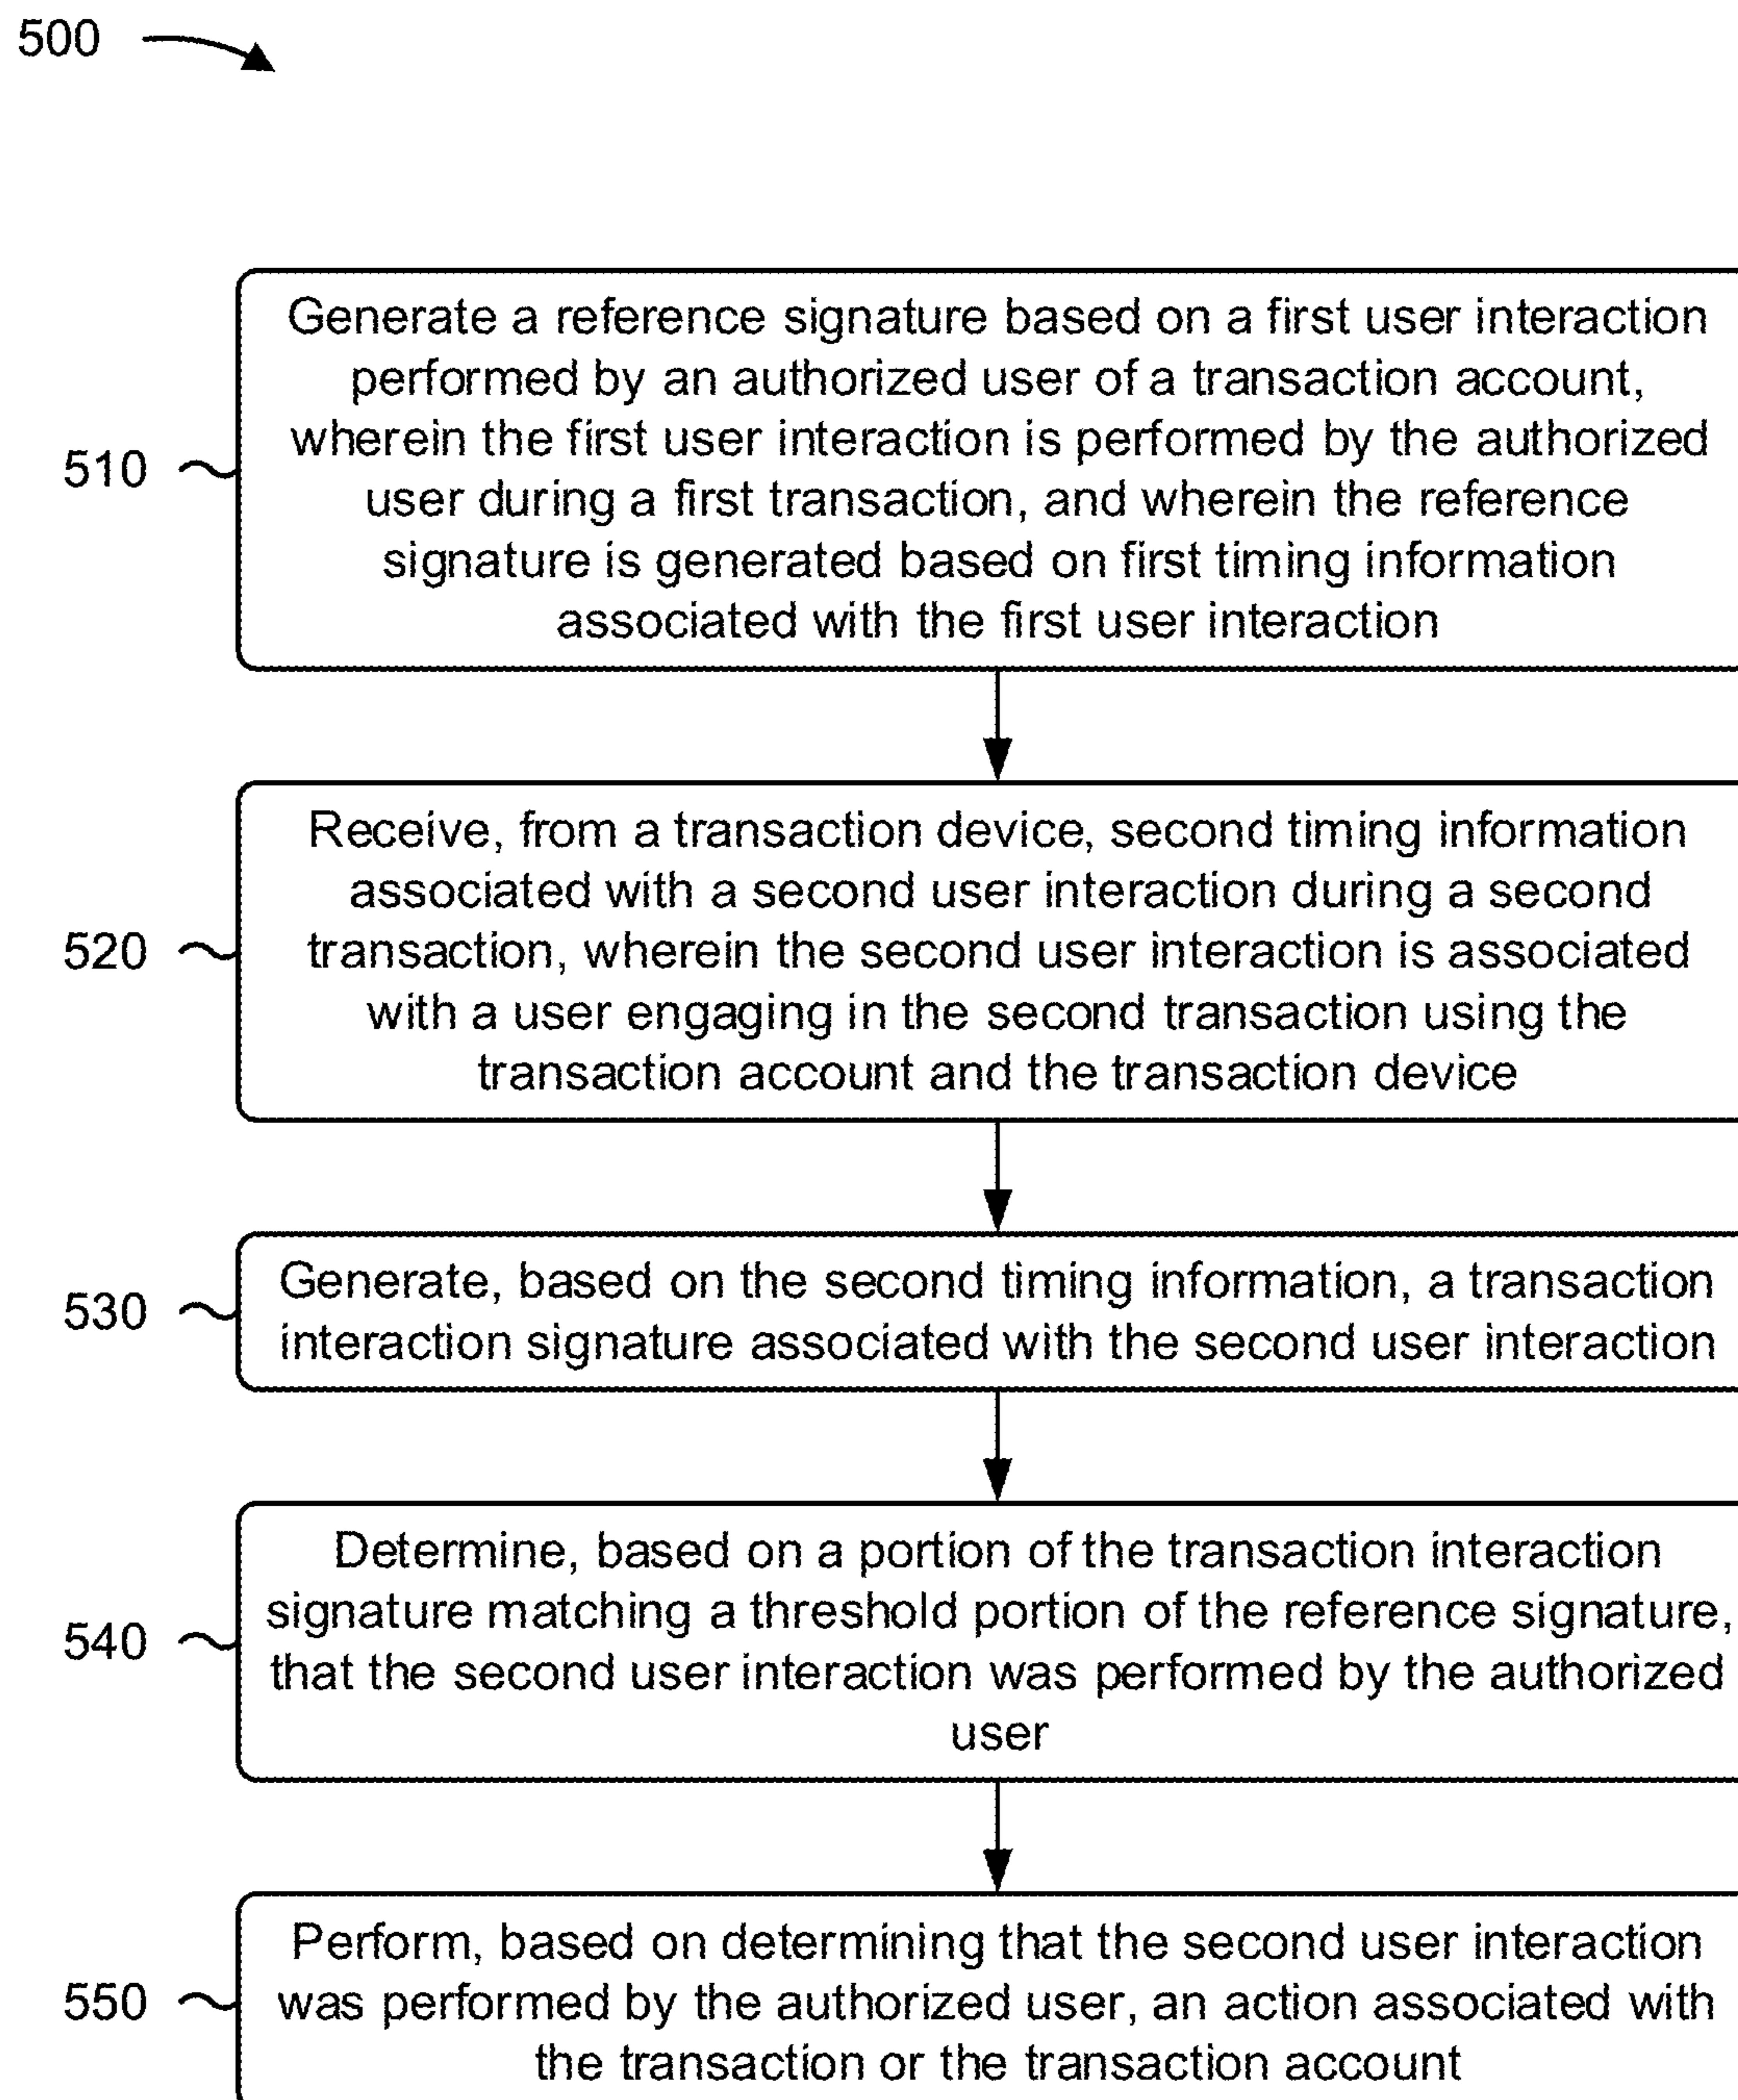 500
Generate a reference signature based on a first user interaction
performed by an authorized user of a transaction account,
wherein the first user interaction is performed by the authorized
user during a first transaction, and wherein the reference
signature is generated based on first timing information
associated with the first user interaction
510
Receive, from a transaction device, second timing information
associated with a second user interaction during a second
transaction, wherein the second user interaction is associated
with a user engaging in the second transaction using the
transaction account and the transaction device
520
Generate, based on the second timing information, a transaction
interaction signature associated with the second user interaction
530
Determine, based on a portion of the transaction interaction
signature matching a threshold portion of the reference signature,
that the second user interaction was performed by the authorized
user
540
Perform, based on determining that the second user interaction
was performed by the authorized user, an action associated with
the transaction or the transaction account
550